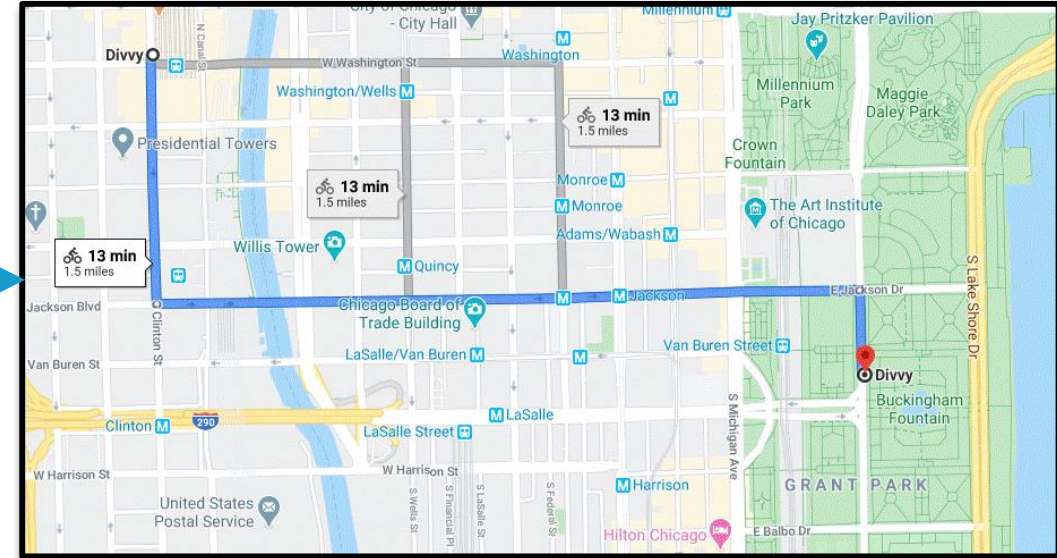 City of Chicago
- City Hall
Millennium
Jay Pritzker Pavilion
Divvy
N Canal St
W Washington St
Washington
Washington/Wells
Millennium
Park
Maggie
Daley Park
13 min
1.5 miles
Presidential Towers
Crown
Fountain
13 min
1.5 miles
Monroe
Monroe
The Art Institute
of Chicago
Willis Tower
Adams/Wabash
13 min
1.5 miles
Quincy
S Lake Shore Dr
Jackson Blvd
Clinton St
Chicago Board of
Trade Building
Jackson
E Jackson Dr
Van Buren St
LaSalle/Van Buren
Van Buren Street
Divvy
Buckingham
Fountain
S Michigan Ave
Clinton
290
LaSalle
LaSalle Street
W Harrison St
W Harrison St
S Wells St
S Financial Pl
S LaSalle St
S Federal St
Harrison
GRANT PARK
United States
Postal Service
Hilton Chicago
E Balbo Dr